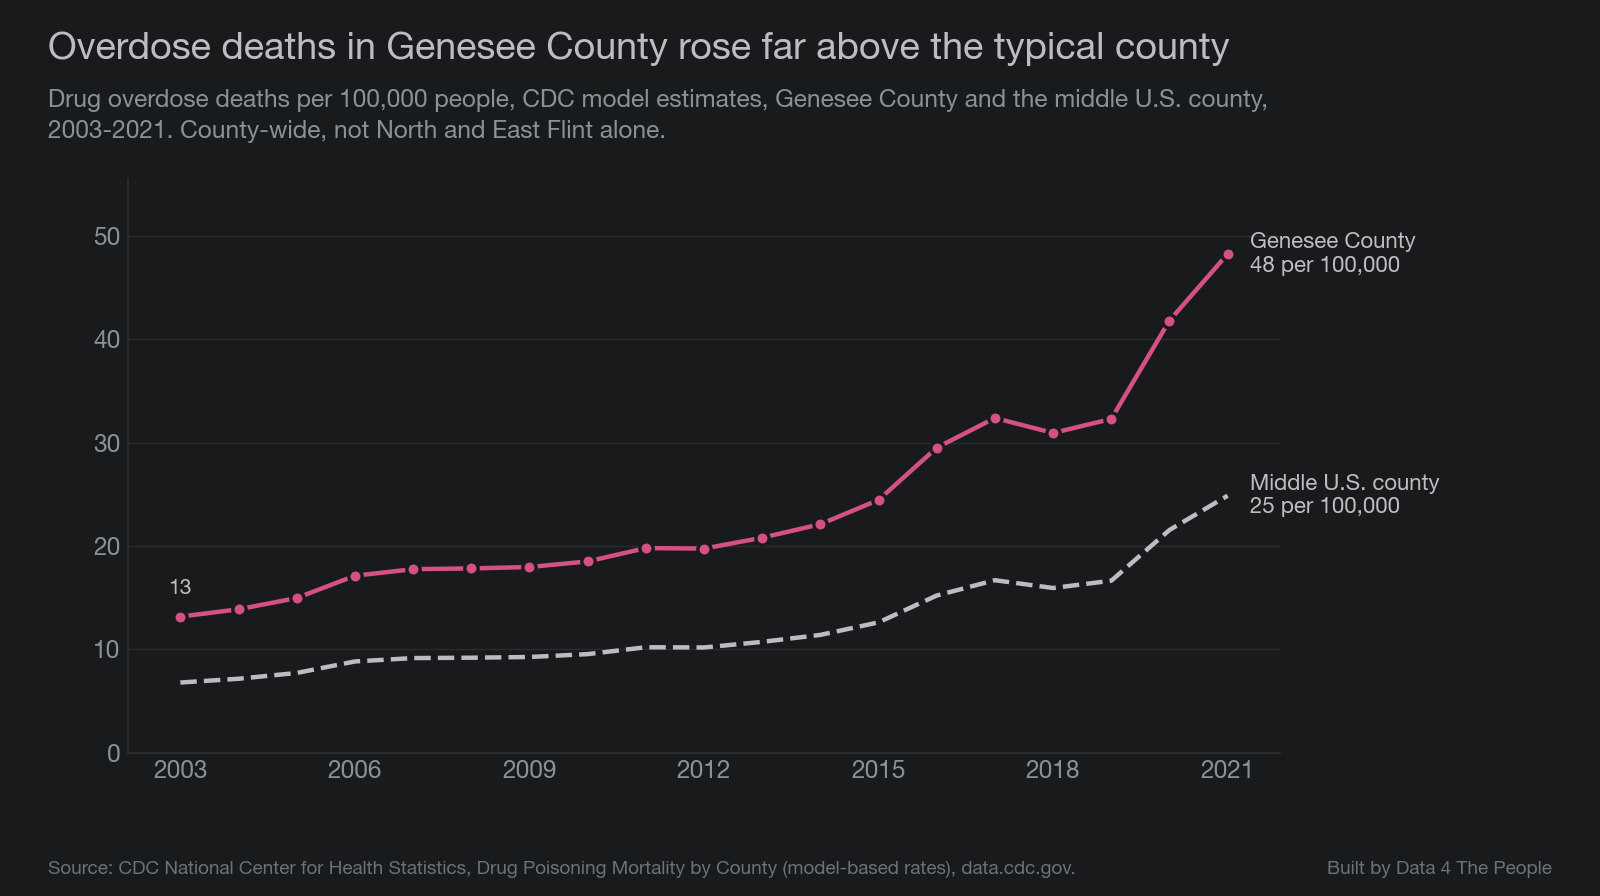 Overdose deaths in Genesee County rose far above the typical county
Drug overdose deaths per 100,000 people, CDC model estimates, Genesee County and the middle U.S. county,
2003-2021. County-wide, not North and East Flint alone.
50
Genesee County
48 per 100,000
40
30
Middle U.S. county
25 per 100,000
20
13
10
0
2003
2006
2009
2012
2015
2018
2021
Source: CDC National Center for Health Statistics, Drug Poisoning Mortality by County (model-based rates), data.cdc.gov.
Built by Data 4 The People